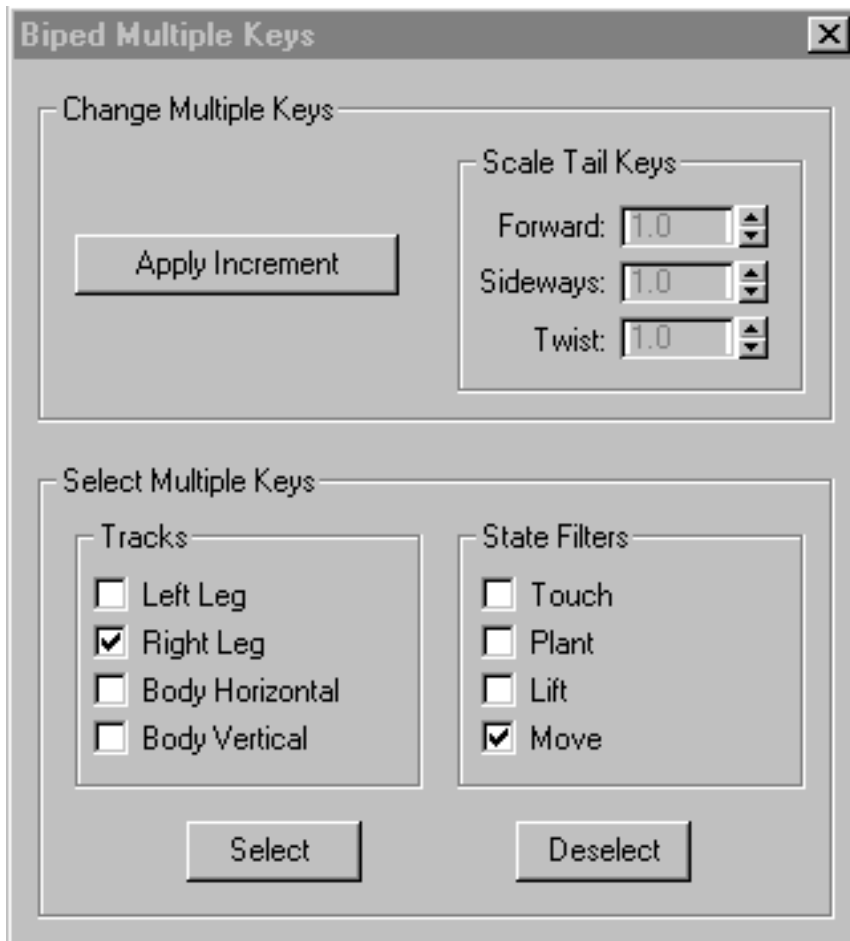 Biped Multiple Keys
Change Multiple Keys
Scale Tail Keys
Forward: 1.0
Apply Increment
Sideways: 1.0
Twist: 1.0
Select Multiple Keys
Tracks
Left Leg
Right Leg
Body Horizontal
Body Vertical
State Filters
Touch
Plant
Lift
Move
Select
Deselect